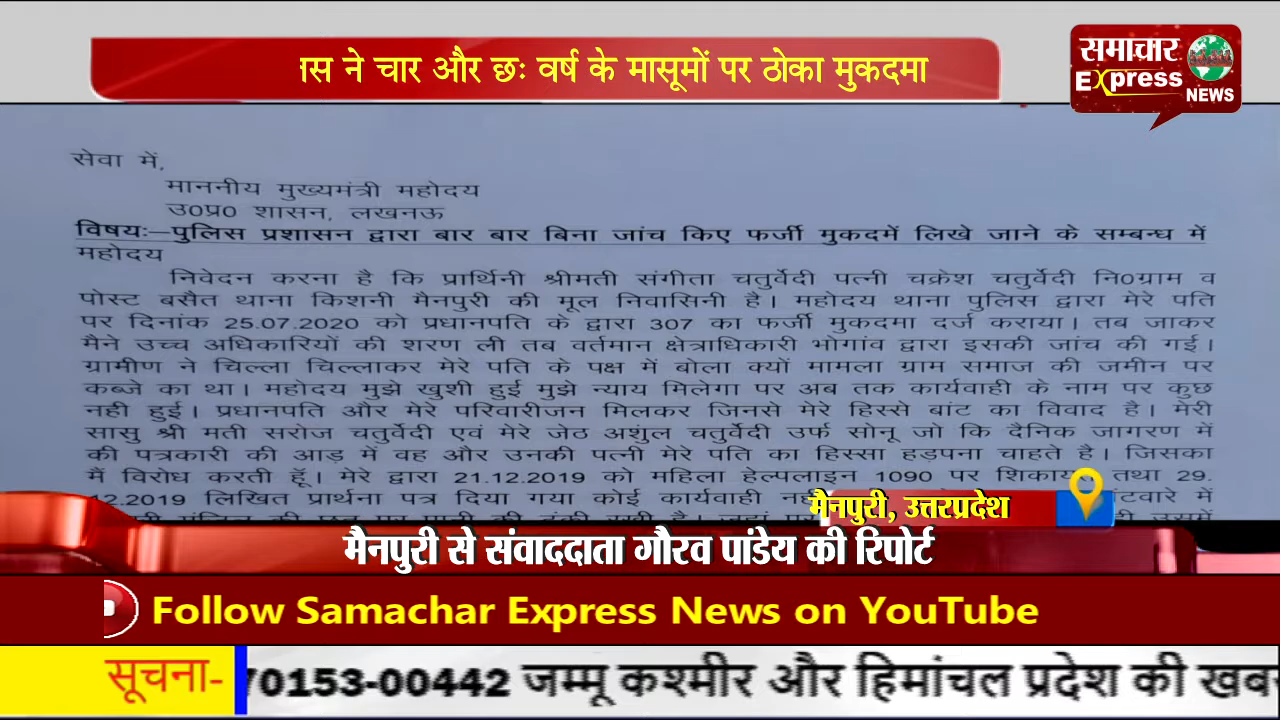 ने चार और छः वर्ष के मासूमों पर ठोका मुकदमा
समाचार
Express
NEWS
सेवा में,
माननीय मुख्यमंत्री महोदय
उ0प्र0 शासन, लखनऊ
विषयः–पुलिस प्रशासन द्वारा बार बार बिना जांच किए फर्जी मुकदमें लिखे जाने के सम्बन्ध में
महोदय
निवेदन करना है कि प्रार्थिनी श्रीमती संगीता चतुर्वेदी पत्नी चक्रेश चतुर्वेदी नि0ग्राम व
पोस्ट बसैत थाना किशनी मैनपुरी की मूल निवासिनी है। महोदय थाना पुलिस द्वारा मेरे पति
पर दिनांक 25.07.2020 को प्रधानपति के द्वारा 307 का फर्जी मुकदमा दर्ज कराया। तब जाकर
मैने उच्च अधिकारियों की शरण ली तब वर्तमान क्षेत्राधिकारी भोगांव द्वारा इसकी जांच की गई।
ग्रामीण ने चिल्ला चिल्लाकर मेरे पति के पक्ष में बोला क्यों मामला ग्राम समाज की जमीन पर
कब्जे का था। महोदय मुझे खुशी हुई मुझे न्याय मिलेगा पर अब तक कार्यवाही के नाम पर कुछ
नही हुई। प्रधानपति और मेरे परिवारीजन मिलकर जिनसे मेरे हिस्से बांट का विवाद है। मेरी
सासु श्री मती सरोज चतुर्वेदी एवं मेरे जेठ अशुंल चतुर्वेदी उर्फ सोनू जो कि दैनिक जागरण में
की पत्रकारी की आड़ में वह और उनकी पत्नी मेरे पति का हिस्सा हड़पना चाहते है। जिसका
मैं विरोध करती हूॅ। मेरे द्वारा 21.12.2019 को महिला हेल्पलाइन 1090 पर तथा 29.
12.2019 लिखित प्रार्थना पत्र दिया गया कोई कार्यवाही में
मैनपुरी, उत्तरप्रदेश
मैनपुरी से संवाददाता गौरव पांडेय की रिपोर्ट
Follow Samachar Express News on YouTube
सूचना- 70153-00442 जम्मू कश्मीर और हिमांचल प्रदेश की